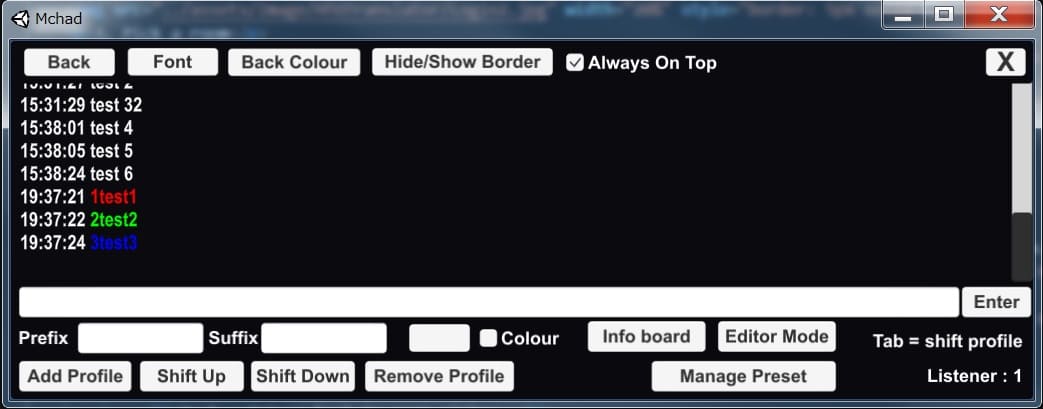 Mchad
Back Font Back Colour Hide/Show Border Always On Top X
15:31:27 test 2
15:31:29 test 32
15:38:01 test 4
15:38:05 test 5
15:38:24 test 6
19:37:21 1test1
19:37:22 2test2
19:37:24 3test3
Enter
Prefix Suffix Colour Info board Editor Mode Tab = shift profile
Add Profile Shift Up Shift Down Remove Profile Manage Preset Listener : 1